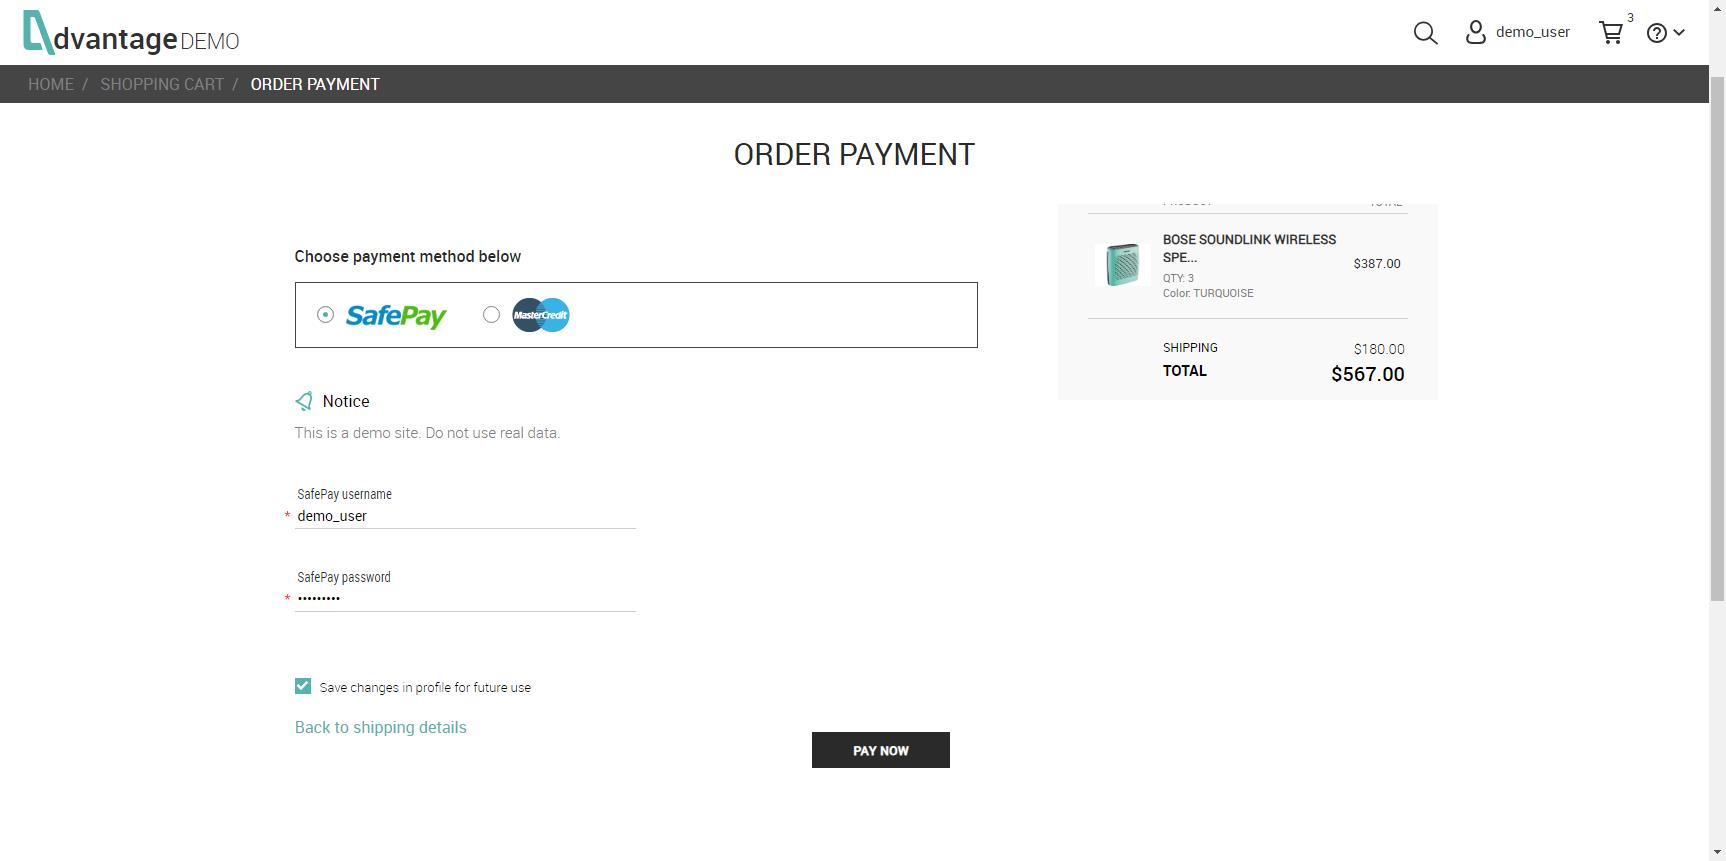 dvantage DEMO
demo_user
3
HOME / SHOPPING CART / ORDER PAYMENT
ORDER PAYMENT
Choose payment method below
SafePay
MasterCredit
Notice
This is a demo site. Do not use real data.
SafePay username
* demo_user
SafePay password
* •••••••••
Save changes in profile for future use
Back to shipping details
PAY NOW
BOSE SOUNDLINK WIRELESS
SPE...
$387.00
QTY: 3
Color: TURQUOISE
SHIPPING $180.00
TOTAL $567.00